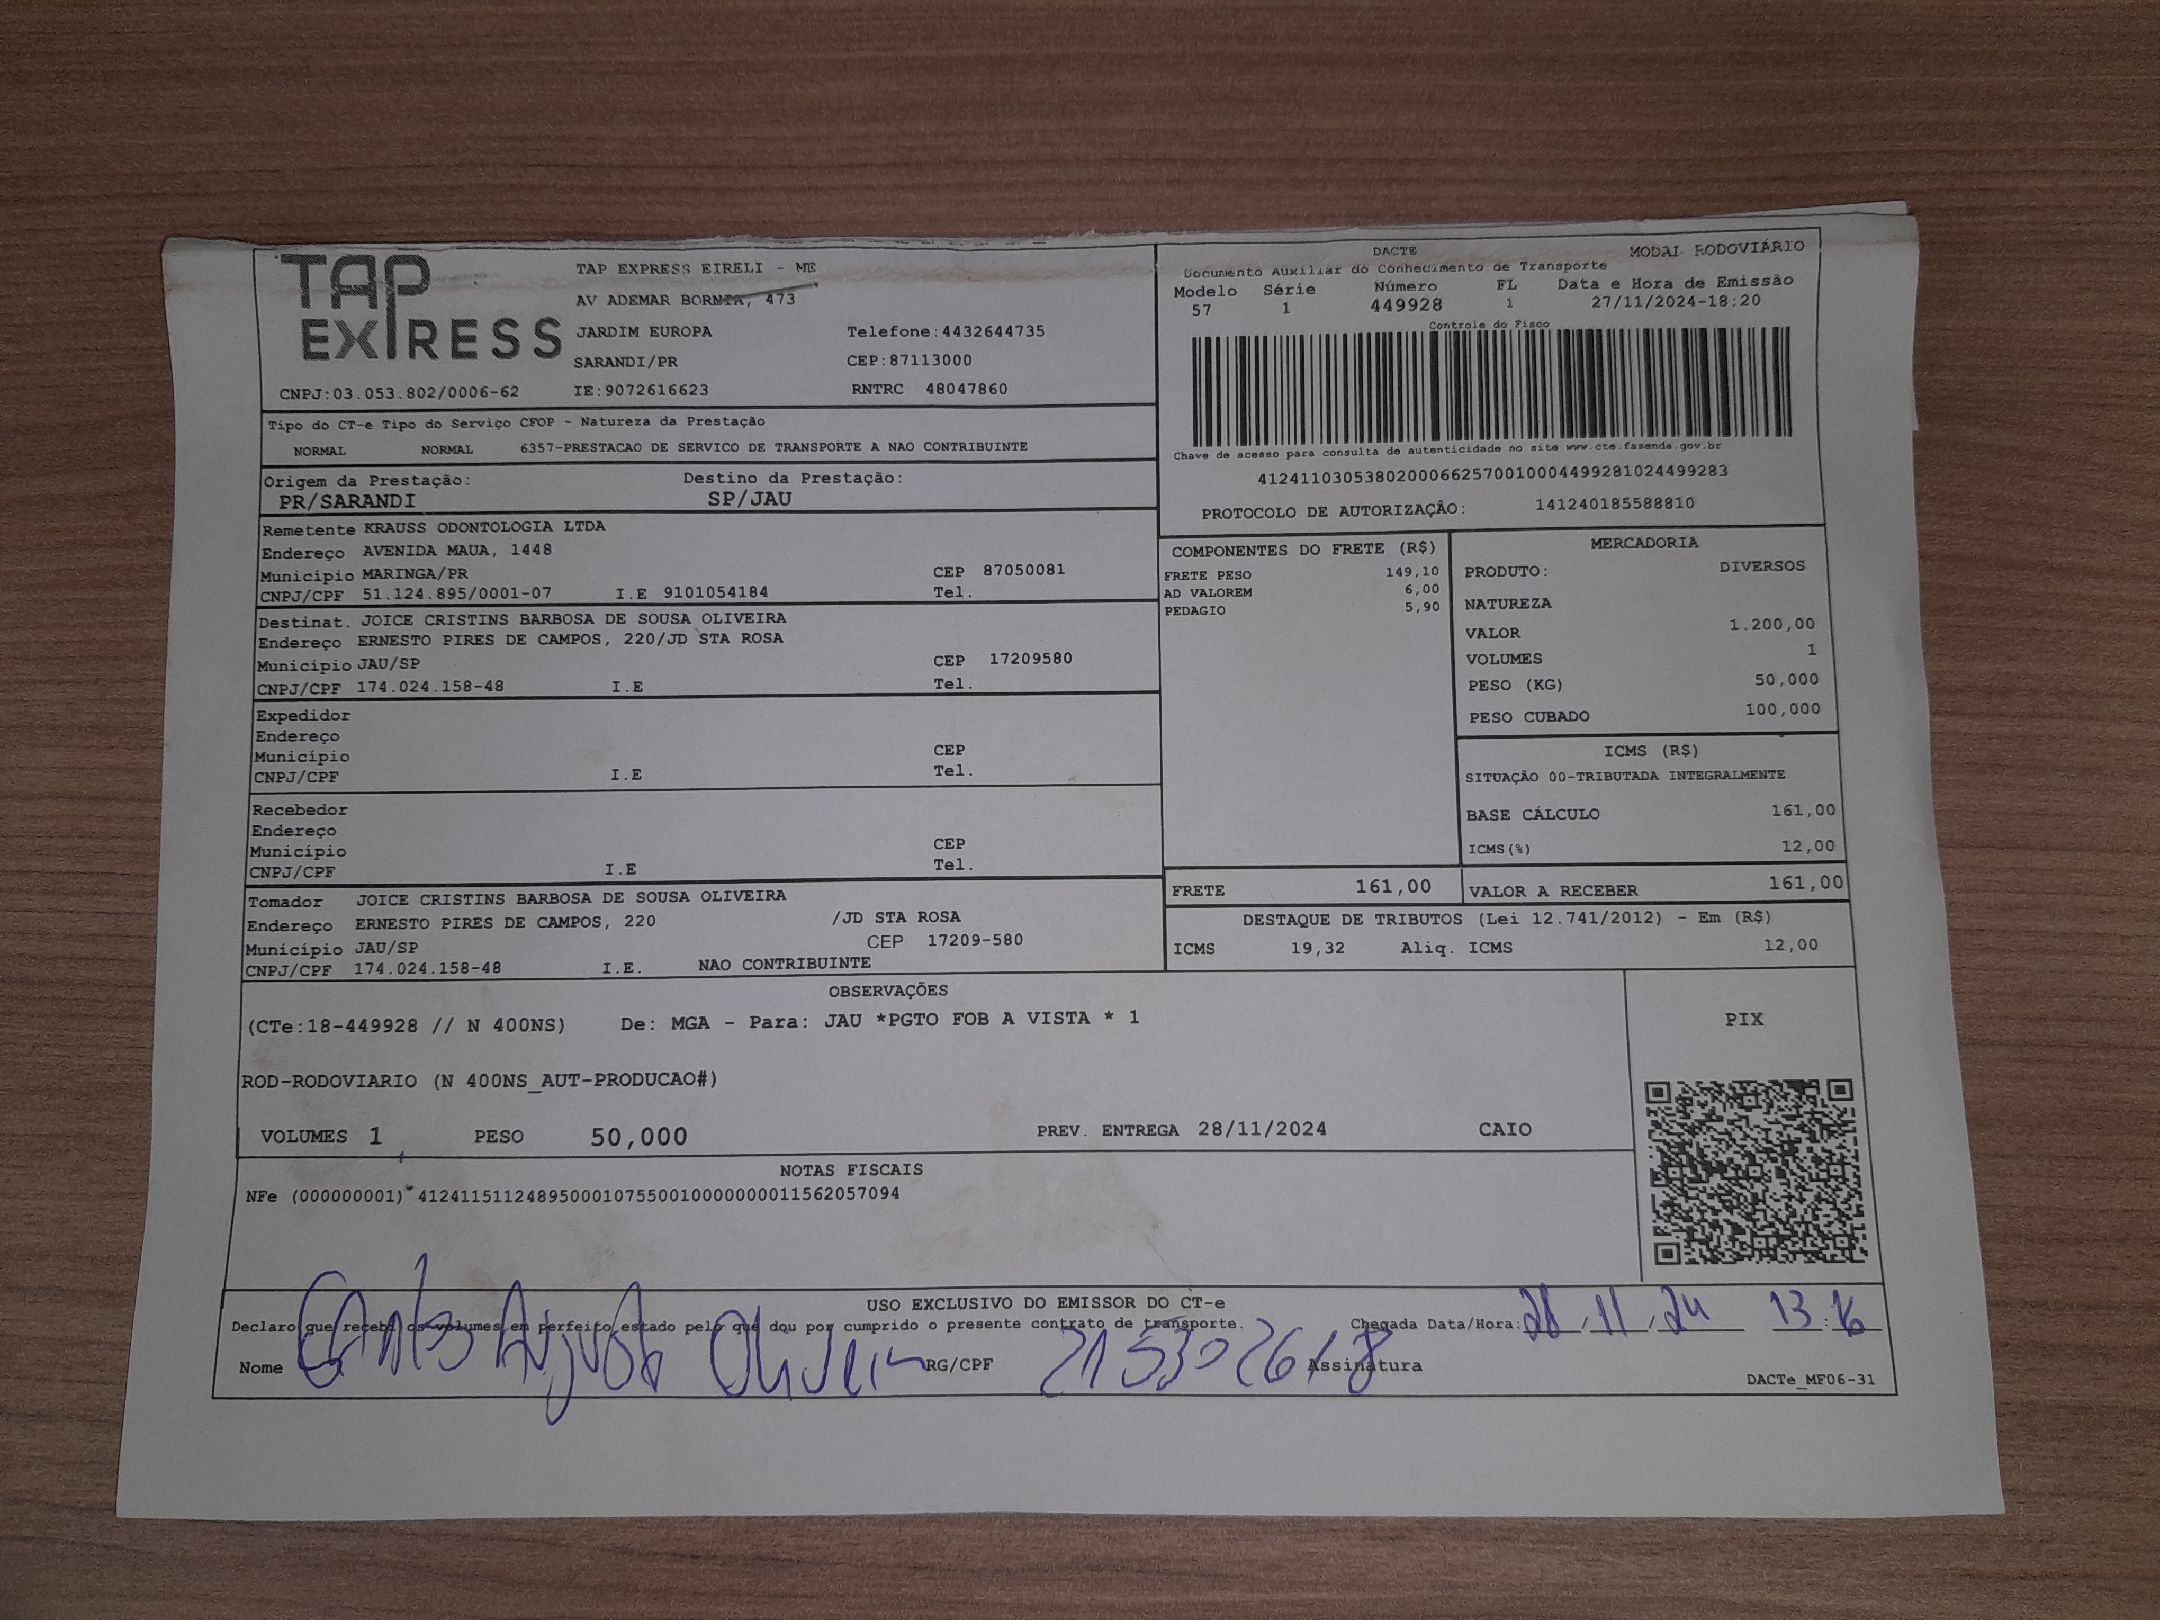 TAP EXPRESS
TAP EXPRESS EIRELI - ME
AV ADEMAR BORNIA, 473
JARDIM EUROPA Telefone:4432644735
SARANDI/PR CEP:87113000
CNPJ:03.053.802/0006-62 IE:9072616623 RNTRC 48047860
DACTE MODAL RODOVIÁRIO
Documento Auxiliar do Conhecimento de Transporte
Modelo Série Número FL Data e Hora de Emissão
57 1 449928 1 27/11/2024-18:20
Controle do Fisco
Chave de acesso para consulta de autenticidade no site www.cte.fazenda.gov.br
41241103053802000662570010004499281024499283
PROTOCOLO DE AUTORIZAÇÃO: 141240185588810
Tipo do CT-e Tipo do Serviço CFOP - Natureza da Prestação
NORMAL NORMAL 6357-PRESTACAO DE SERVICO DE TRANSPORTE A NAO CONTRIBUINTE
Origem da Prestação: Destino da Prestação:
PR/SARANDI SP/JAU
Remetente KRAUSS ODONTOLOGIA LTDA
Endereço AVENIDA MAUA, 1448
Município MARINGA/PR CEP 87050081
CNPJ/CPF 51.124.895/0001-07 I.E 9101054184 Tel.
Destinat. JOICE CRISTINS BARBOSA DE SOUSA OLIVEIRA
Endereço ERNESTO PIRES DE CAMPOS, 220/JD STA ROSA
Município JAU/SP CEP 17209580
CNPJ/CPF 174.024.158-48 I.E Tel.
Expedidor
Endereço
Município CEP
CNPJ/CPF I.E Tel.
Recebedor
Endereço
Município CEP
CNPJ/CPF I.E Tel.
Tomador JOICE CRISTINS BARBOSA DE SOUSA OLIVEIRA
Endereço ERNESTO PIRES DE CAMPOS, 220 /JD STA ROSA
Município JAU/SP CEP 17209-580
CNPJ/CPF 174.024.158-48 I.E. NAO CONTRIBUINTE
COMPONENTES DO FRETE (R$)
FRETE PESO 149,10
AD VALOREM 6,00
PEDAGIO 5,90
MERCADORIA
PRODUTO: DIVERSOS
NATUREZA
VALOR 1.200,00
VOLUMES 1
PESO (KG) 50,000
PESO CUBADO 100,000
ICMS (R$)
SITUAÇÃO 00-TRIBUTADA INTEGRALMENTE
BASE CÁLCULO 161,00
ICMS(%) 12,00
FRETE 161,00 VALOR A RECEBER 161,00
DESTAQUE DE TRIBUTOS (Lei 12.741/2012) - Em (R$)
ICMS 19,32 Aliq. ICMS 12,00
OBSERVAÇÕES
(CTe:18-449928 // N 400NS) De: MGA - Para: JAU *PGTO FOB A VISTA * 1
ROD-RODOVIARIO (N 400NS_AUT-PRODUCAO#)
VOLUMES 1 PESO 50,000 PREV. ENTREGA 28/11/2024 CAIO
PIX
NOTAS FISCAIS
NFe (000000001) 41241151124895000107550010000000011562057094
USO EXCLUSIVO DO EMISSOR DO CT-e
Declaro que recebi os volumes em perfeito estado pelo que dou por cumprido o presente contrato de transporte. Chegada Data/Hora: 28/11/24 13:16
Nome Oliveira RG/CPF Assinatura
DACTe_MF06-31